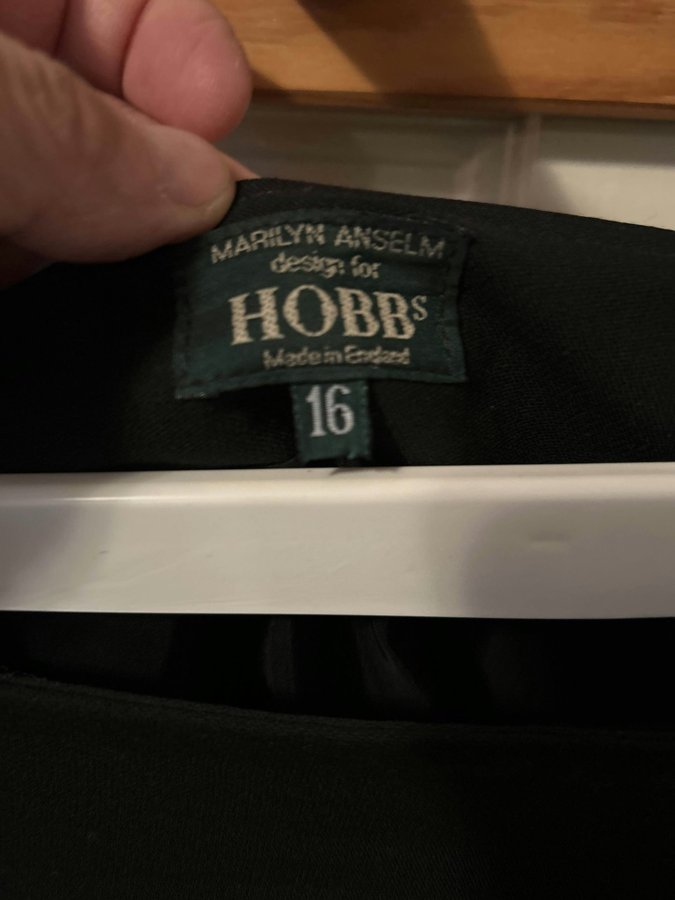 MARILYN ANSELM
design for
HOBBS
Made in England
16